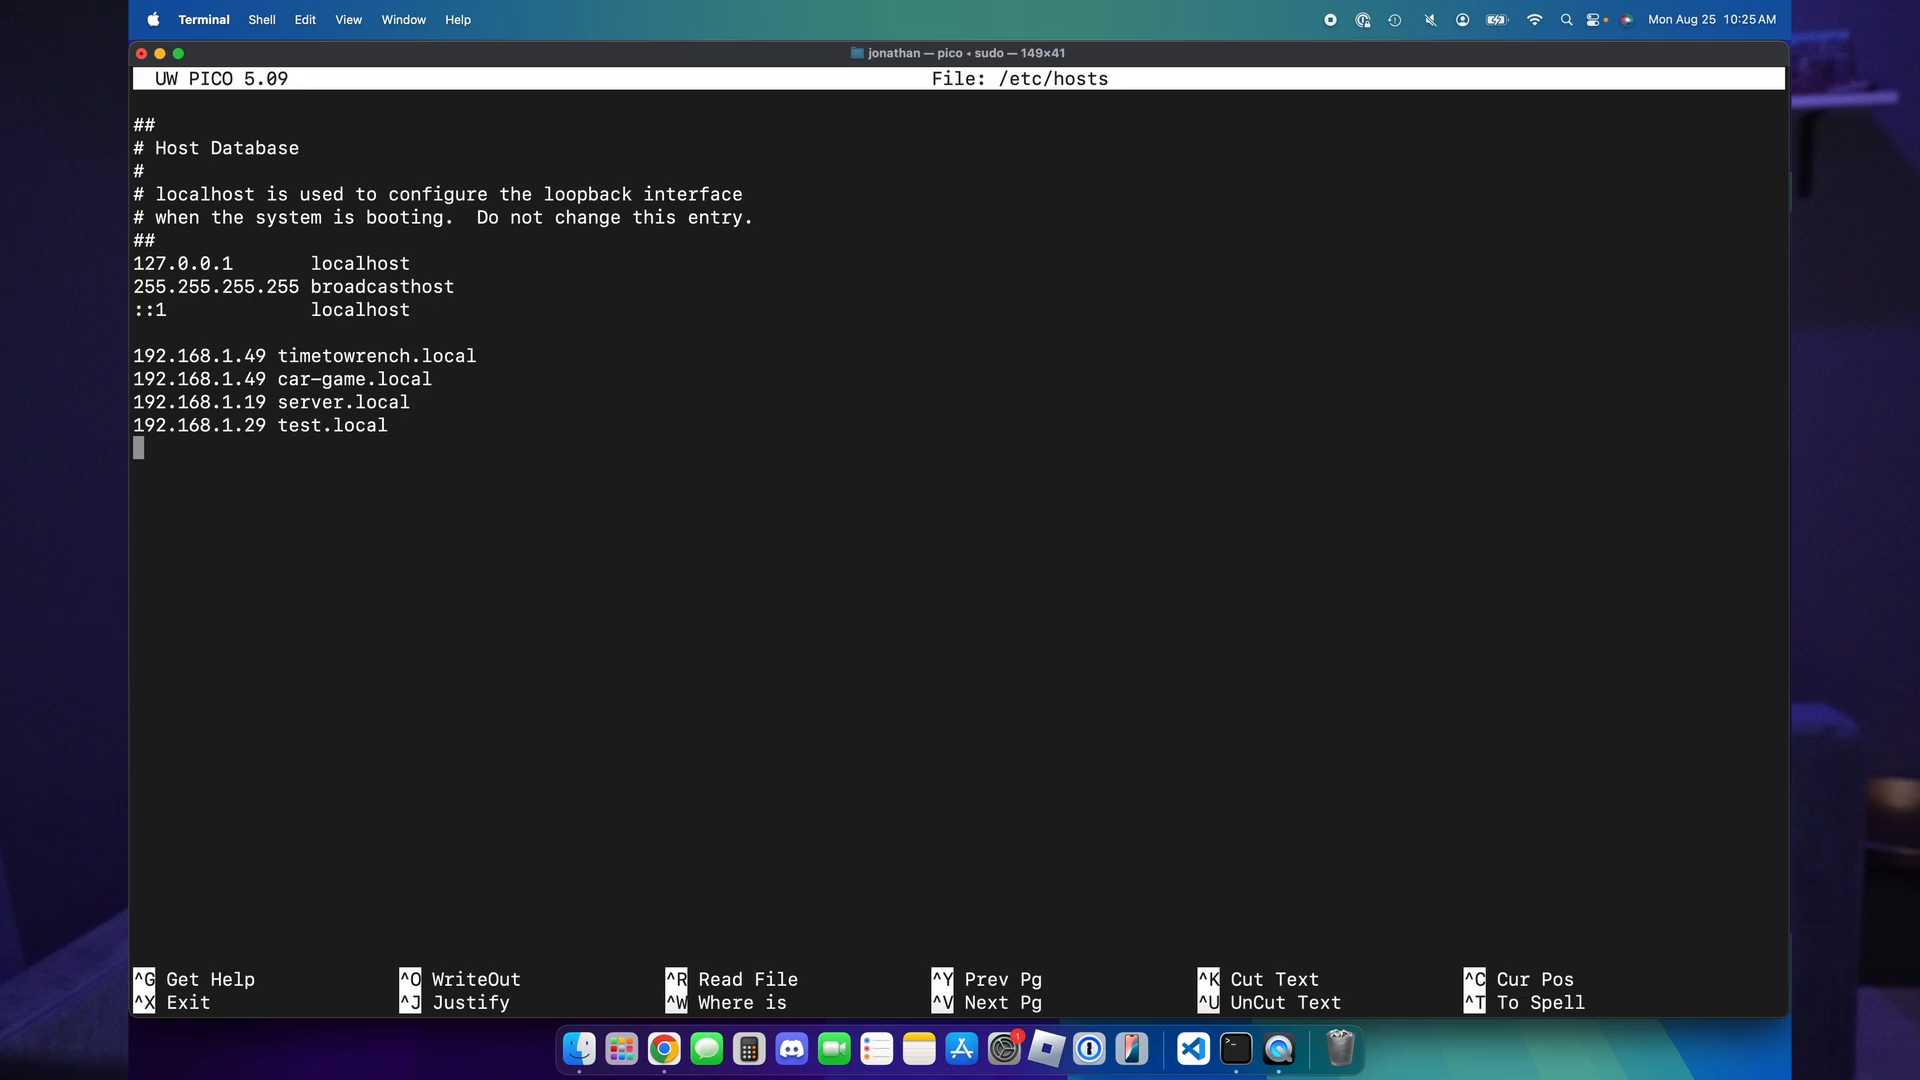 Terminal Shell Edit View Window Help Mon Aug 25 10:25 AM
jonathan — pico ◂ sudo — 149×41
UW PICO 5.09 File: /etc/hosts
##
# Host Database
#
# localhost is used to configure the loopback interface
# when the system is booting.  Do not change this entry.
##
127.0.0.1       localhost
255.255.255.255 broadcasthost
::1             localhost
192.168.1.49 timetowrench.local
192.168.1.49 car-game.local
192.168.1.19 server.local
192.168.1.29 test.local
^G Get Help ^O WriteOut ^R Read File ^Y Prev Pg ^K Cut Text ^C Cur Pos
^X Exit ^J Justify ^W Where is ^V Next Pg ^U UnCut Text ^T To Spell
1